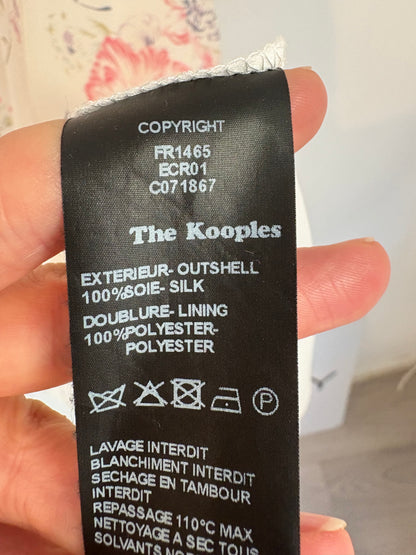 COPYRIGHT
FR1465
ECR01
C071867
The Kooples
EXTERIEUR- OUTSHELL
100%SOIE- SILK
DOUBLURE- LINING
100%POLYESTER-
POLYESTER
P
LAVAGE INTERDIT
BLANCHIMENT INTERDIT
SECHAGE EN TAMBOUR
INTERDIT
REPASSAGE 110°C MAX
NETTOYAGE A SEC TOUS
SOLVANTS